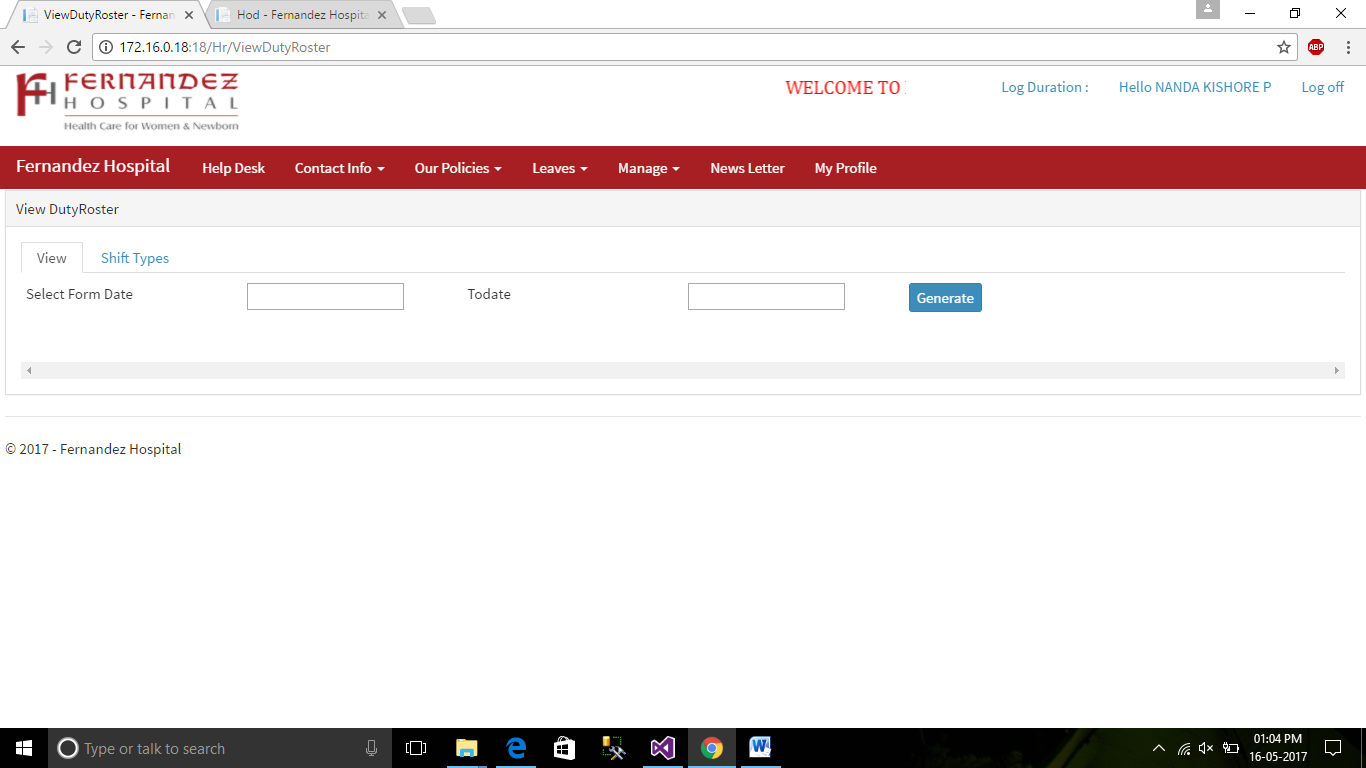 ViewDutyRoster - Fernan
Hod - Fernandez Hospita
172.16.0.18:18/Hr/ViewDutyRoster
ABP
FERNANDEZ
HOSPITAL
Health Care for Women & Newborn
WELCOME TO
Log Duration :
Hello NANDA KISHORE P
Log off
Fernandez Hospital
Help Desk
Contact Info
Our Policies
Leaves
Manage
News Letter
My Profile
View DutyRoster
View
Shift Types
Select Form Date
Todate
Generate
© 2017 - Fernandez Hospital
Type or talk to search
01:04 PM
16-05-2017